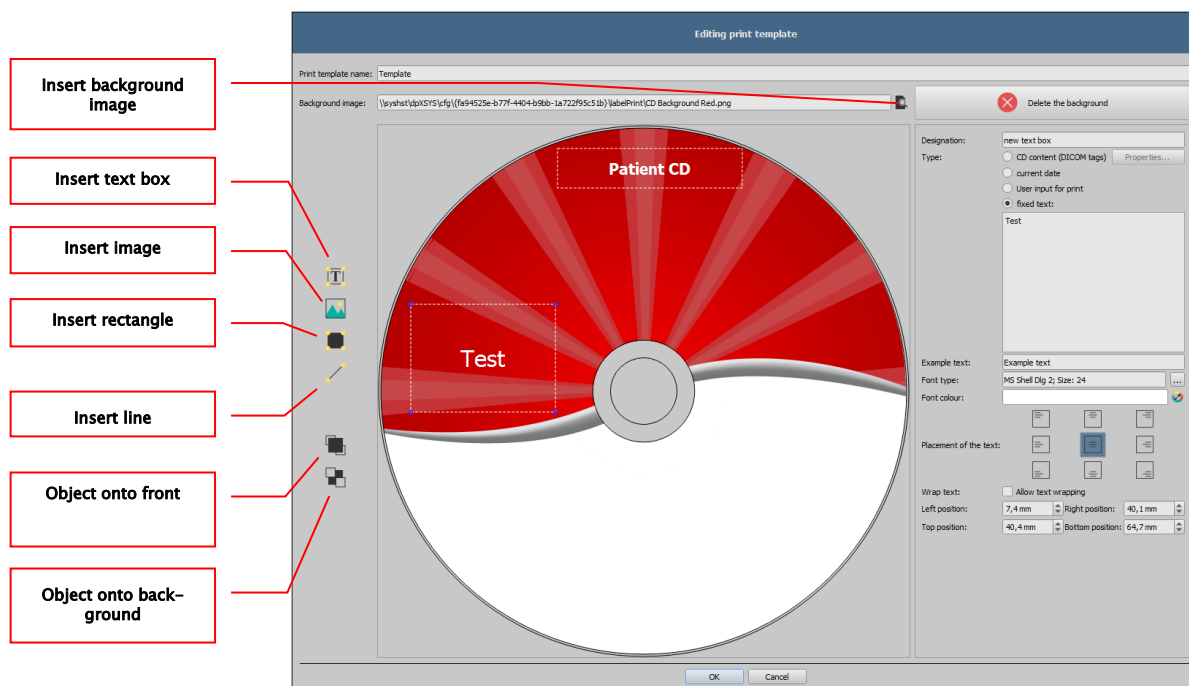 Editing print template
Insert background
image
Insert text box
Insert image
Insert rectangle
Insert line
Object onto front
Object onto back-
ground
Print template name: Template
Background image: \\syshst\dpXSYS\cfg\{fa94525e-b77f-4404-b9bb-1a722f95c51b}\labelPrint\CD Background Red.png
Delete the background
Patient CD
Test
T
Designation: new text box
Type: CD content (DICOM tags) Properties...
current date
User input for print
fixed text:
Test
Example text: Example text
Font type: MS Shell Dlg 2; Size: 24 ...
Font colour:
Placement of the text:
Wrap text: Allow text wrapping
Left position: 7,4 mm Right position: 40,1 mm
Top position: 40,4 mm Bottom position: 64,7 mm
OK Cancel